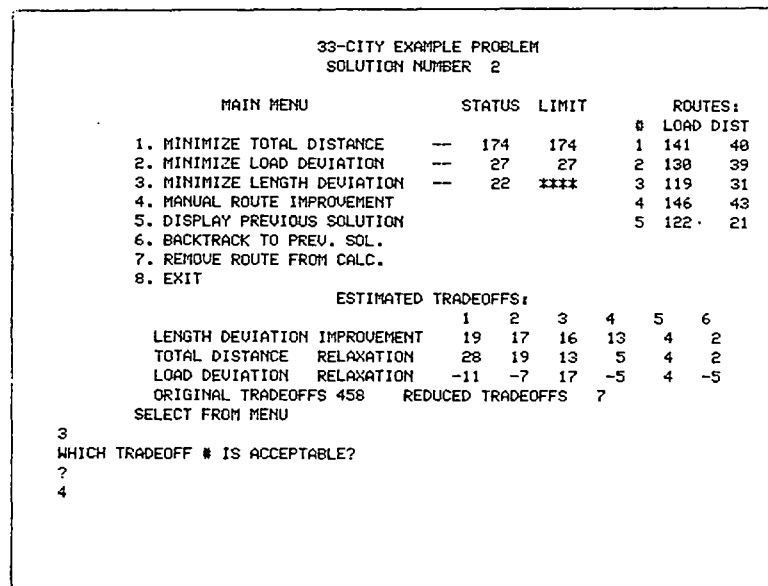 33-CITY EXAMPLE PROBLEM
SOLUTION NUMBER 2
MAIN MENU STATUS LIMIT ROUTES:
# LOAD DIST
1. MINIMIZE TOTAL DISTANCE -- 174 174 1 141 40
2. MINIMIZE LOAD DEVIATION -- 27 27 2 130 39
3. MINIMIZE LENGTH DEVIATION -- 22 **** 3 119 31
4. MANUAL ROUTE IMPROVEMENT 4 146 43
5. DISPLAY PREVIOUS SOLUTION 5 122 21
6. BACKTRACK TO PREV. SOL.
7. REMOVE ROUTE FROM CALC.
8. EXIT
ESTIMATED TRADEOFFS:
1 2 3 4 5 6
LENGTH DEVIATION IMPROVEMENT 19 17 16 13 4 2
TOTAL DISTANCE RELAXATION 28 19 13 5 4 2
LOAD DEVIATION RELAXATION -11 -7 17 -5 4 -5
ORIGINAL TRADEOFFS 458 REDUCED TRADEOFFS 7
SELECT FROM MENU
3
WHICH TRADEOFF # IS ACCEPTABLE?
?
4